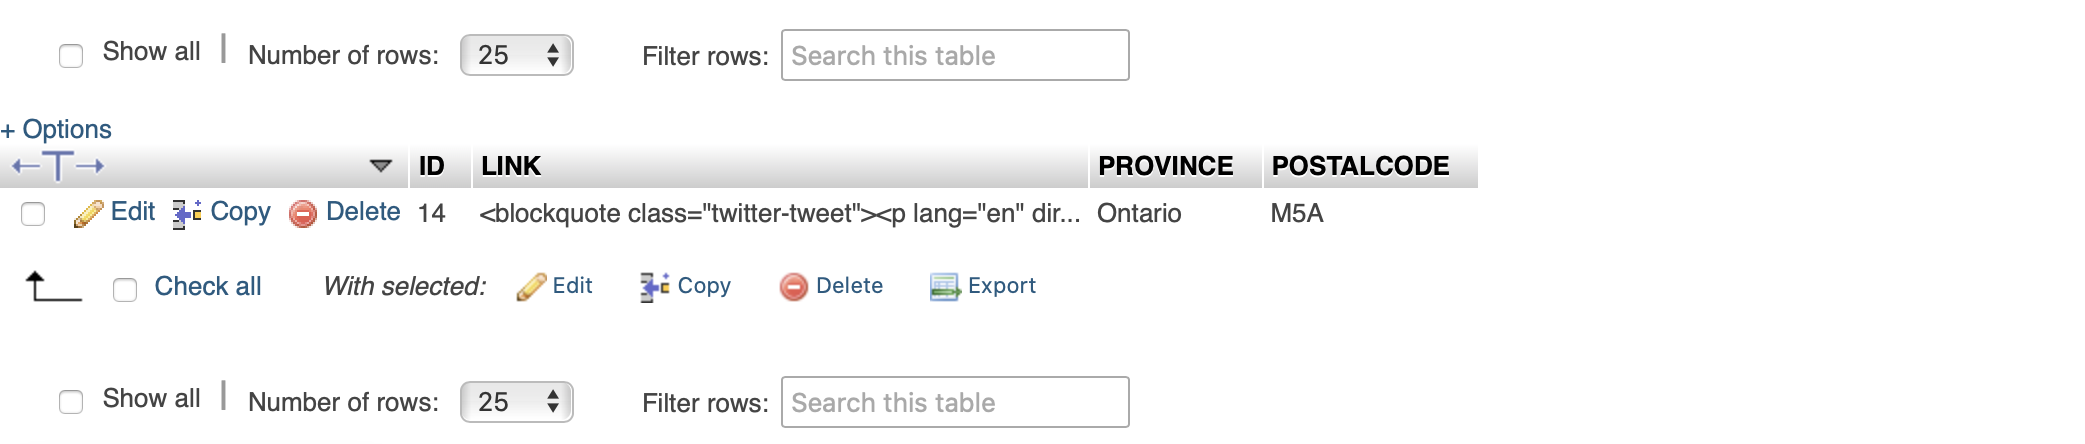 Show all | Number of rows: 25 Filter rows: Search this table
+ Options
←T→ ID LINK PROVINCE POSTALCODE
Edit Copy Delete 14 <blockquote class="twitter-tweet"><p lang="en" dir... Ontario M5A
Check all With selected: Edit Copy Delete Export
Show all | Number of rows: 25 Filter rows: Search this table